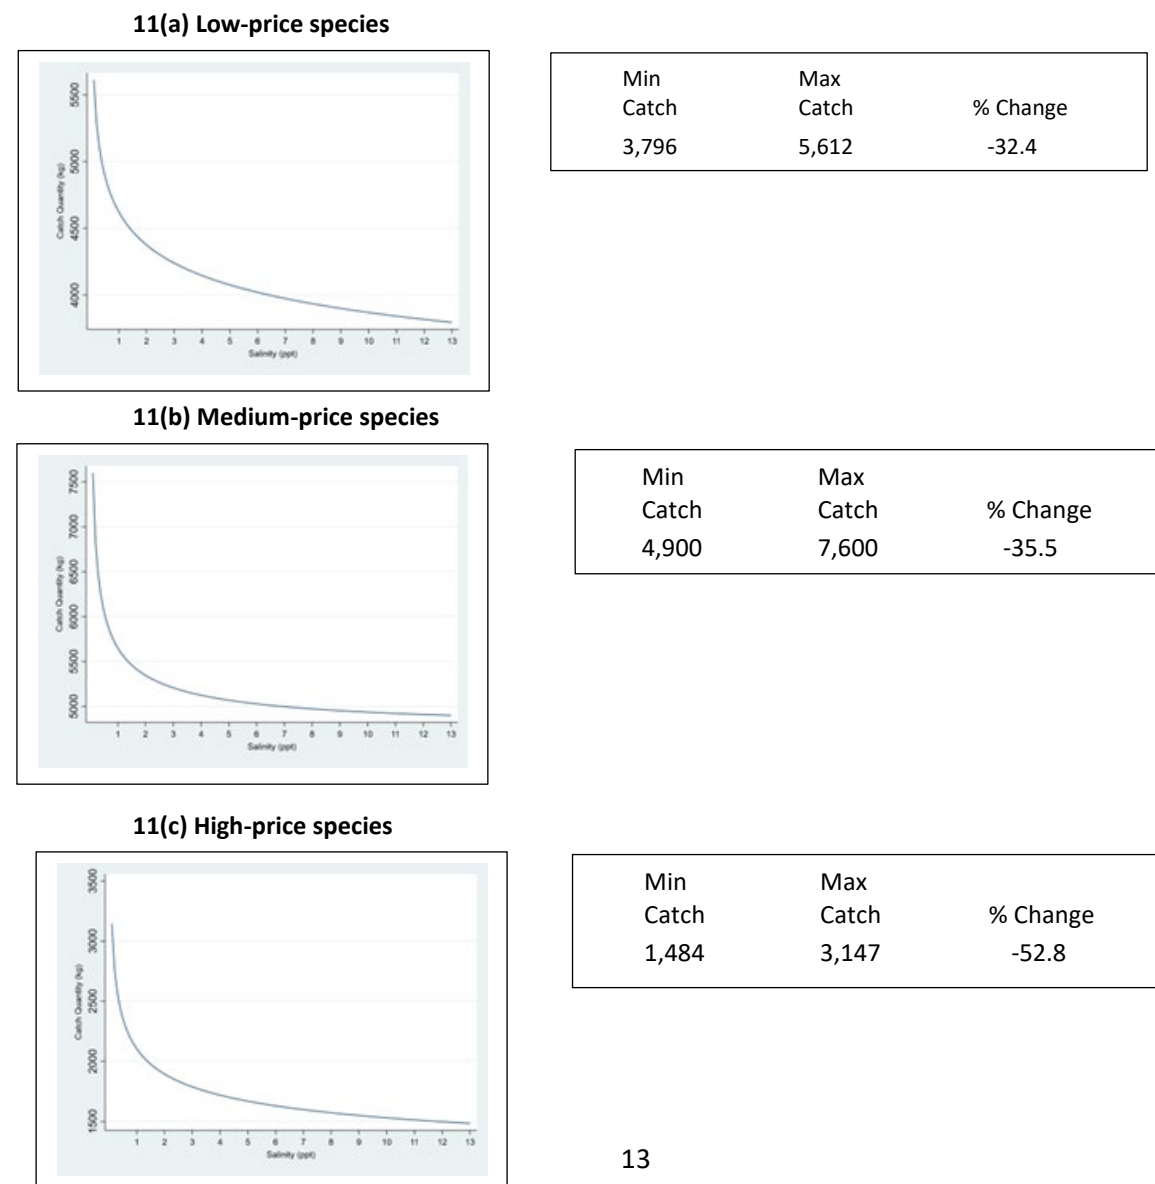 11(a) Low-price species
5500
5000
4500
4000
Catch Quantity (kg)
1 2 3 4 5 6 7 8 9 10 11 12 13
Salinity (ppt)
Min Max
Catch Catch % Change
3,796 5,612 -32.4
11(b) Medium-price species
7500
7000
6500
6000
5500
5000
Catch Quantity (kg)
1 2 3 4 5 6 7 8 9 10 11 12 13
Salinity (ppt)
Min Max
Catch Catch % Change
4,900 7,600 -35.5
11(c) High-price species
3500
3000
2500
2000
1500
Catch Quantity (kg)
1 2 3 4 5 6 7 8 9 10 11 12 13
Salinity (ppt)
Min Max
Catch Catch % Change
1,484 3,147 -52.8
13